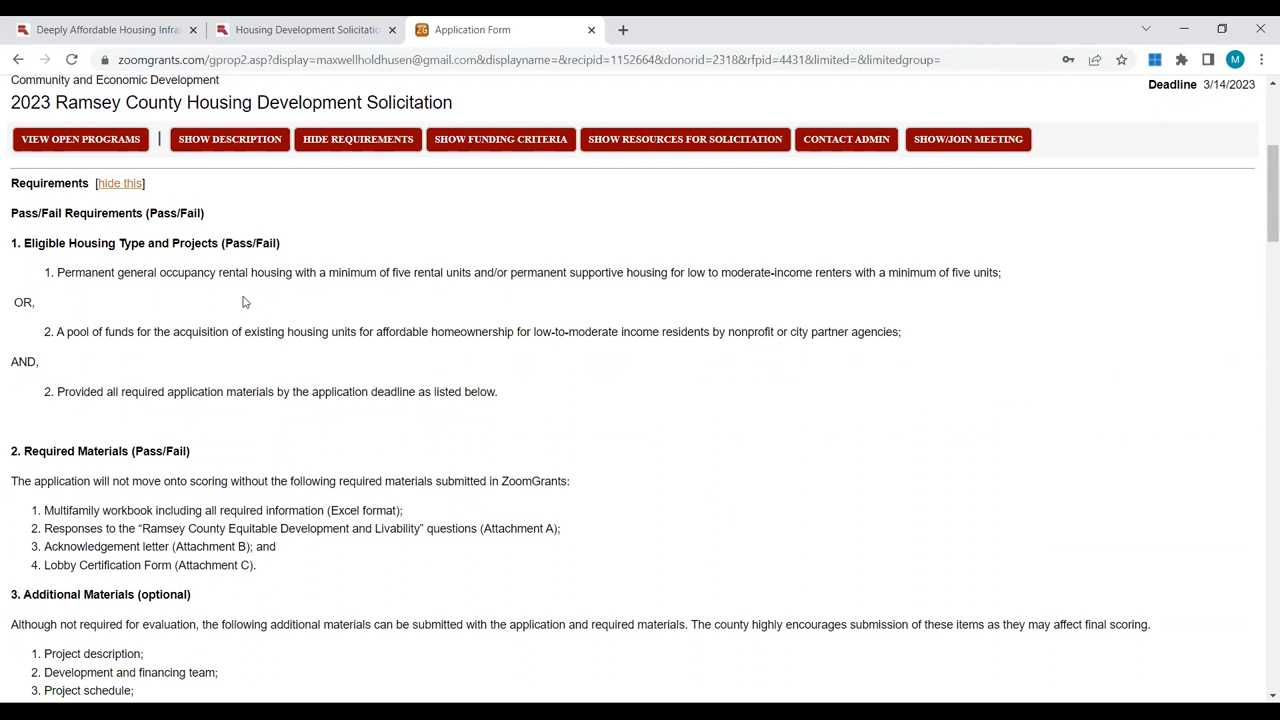 Deeply Affordable Housing Infra
Housing Development Solicitatio
Application Form
zoomgrants.com/gprop2.asp?display=maxwellholdhusen@gmailtom&displayname=&recipid=1152664&donorid=2318&rfpid=4431&limited=&limitedgroup=
M
Community and Economic Development
Deadline 3/14/2023
2023 Ramsey County Housing Development Solicitation
VIEW OPEN PROGRAMS | SHOW DESCRIPTION HIDE REQUIREMENTS SHOW FUNDING CRITERIA SHOW RESOURCES FOR SOLICITATION CONTACT ADMIN SHOW/JOIN MEETING
Requirements [hide this]
Pass/Fail Requirements (Pass/Fail)
1. Eligible Housing Type and Projects (Pass/Fail)
1. Permanent general occupancy rental housing with a minimum of five rental units and/or permanent supportive housing for low to moderate-income renters with a minimum of five units;
OR,
2. A pool of funds for the acquisition of existing housing units for affordable homeownership for low-to-moderate income residents by nonprofit or city partner agencies;
AND,
2. Provided all required application materials by the application deadline as listed below.
2. Required Materials (Pass/Fail)
The application will not move onto scoring without the following required materials submitted in ZoomGrants:
1. Multifamily workbook including all required information (Excel format);
2. Responses to the “Ramsey County Equitable Development and Livability” questions (Attachment A);
3. Acknowledgement letter (Attachment B); and
4. Lobby Certification Form (Attachment C).
3. Additional Materials (optional)
Although not required for evaluation, the following additional materials can be submitted with the application and required materials. The county highly encourages submission of these items as they may affect final scoring.
1. Project description;
2. Development and financing team;
3. Project schedule;